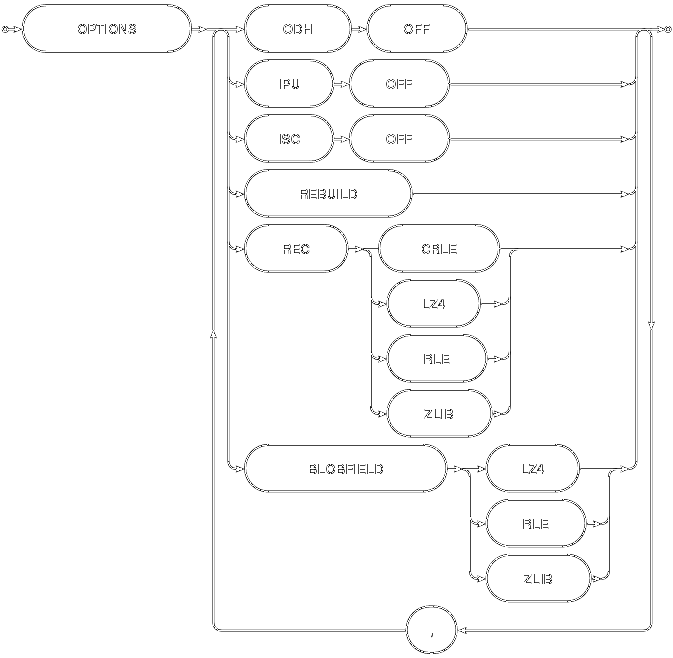 OPTIONS ODH OFF
IPU OFF
ISC OFF
REBUILD
REC CRLE
LZ4
RLE
ZLIB
BLOBFIELD LZ4
RLE
ZLIB
,